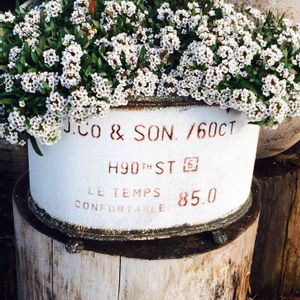 J.CO & SON. /60CT
H90TH ST 5
LE TEMPS
CONFORTABLE 85.0